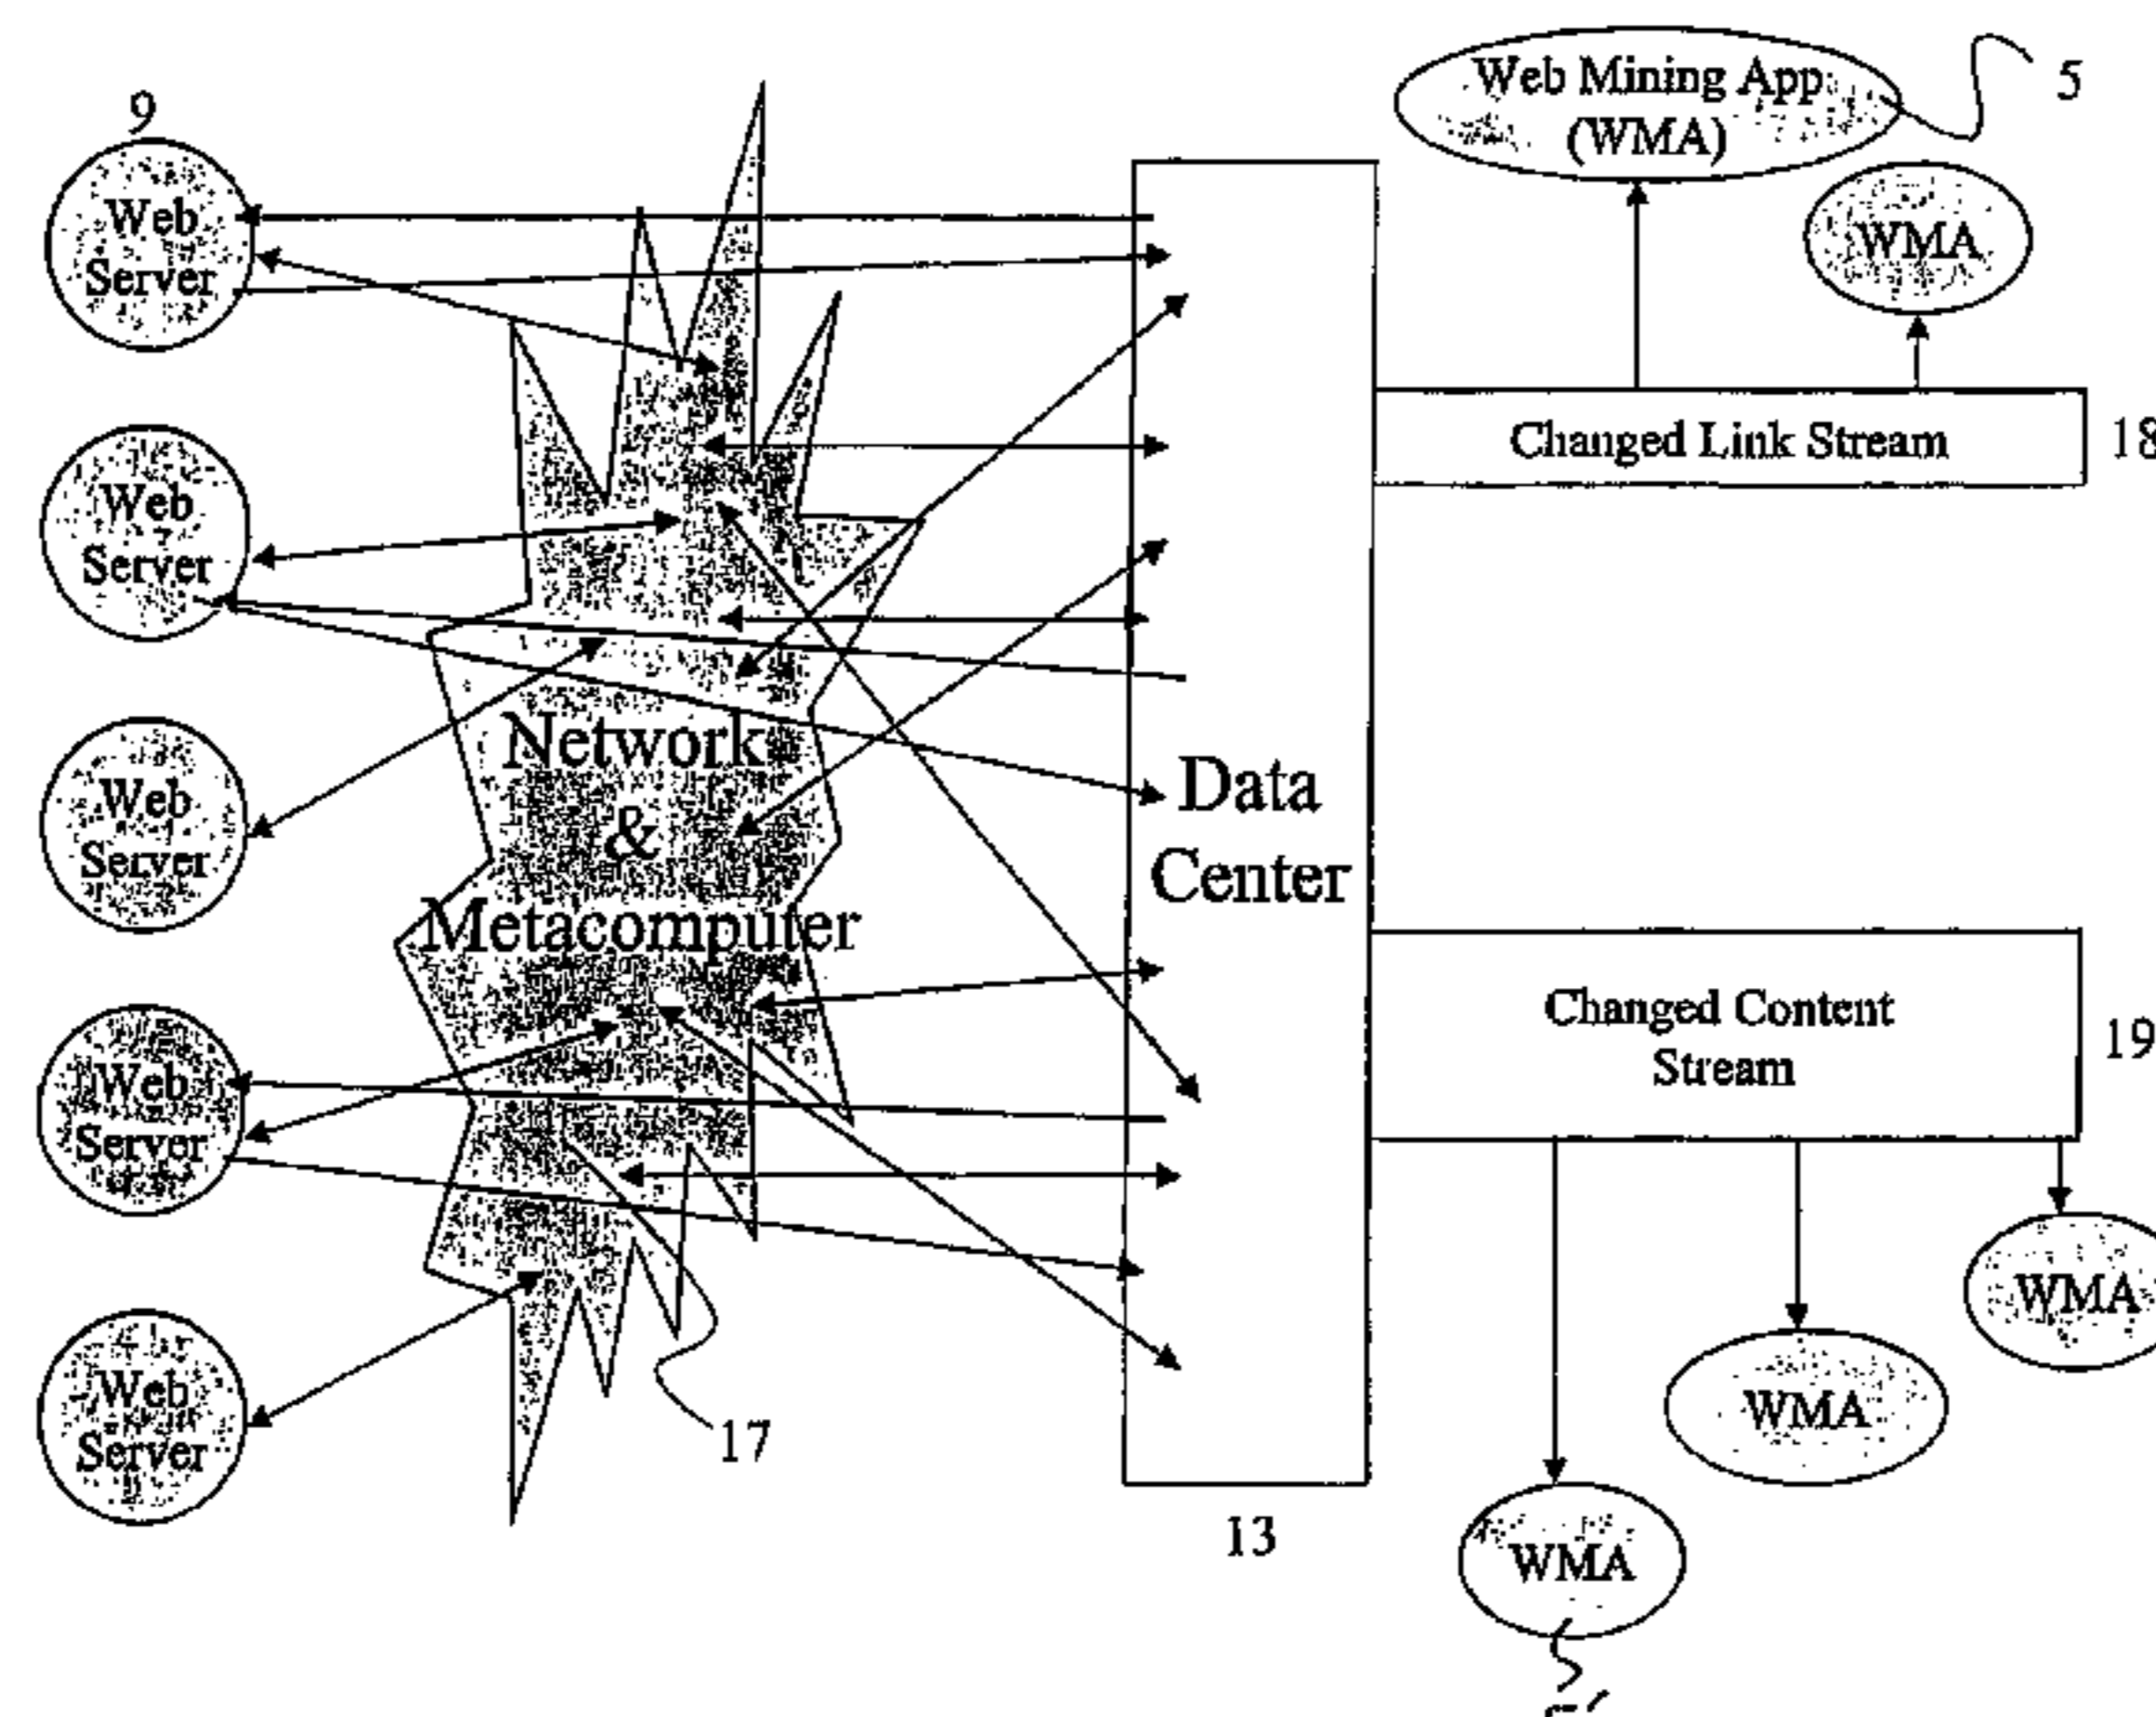 9
Web
Server
Web
Server
Web
Server
Web
Server
Web
Server
Network
&
Metacomputer
17
Data
Center
13
Web Mining App
(WMA)
5
WMA
Changed Link Stream
18
Changed Content
Stream
19
WMA
WMA
WMA